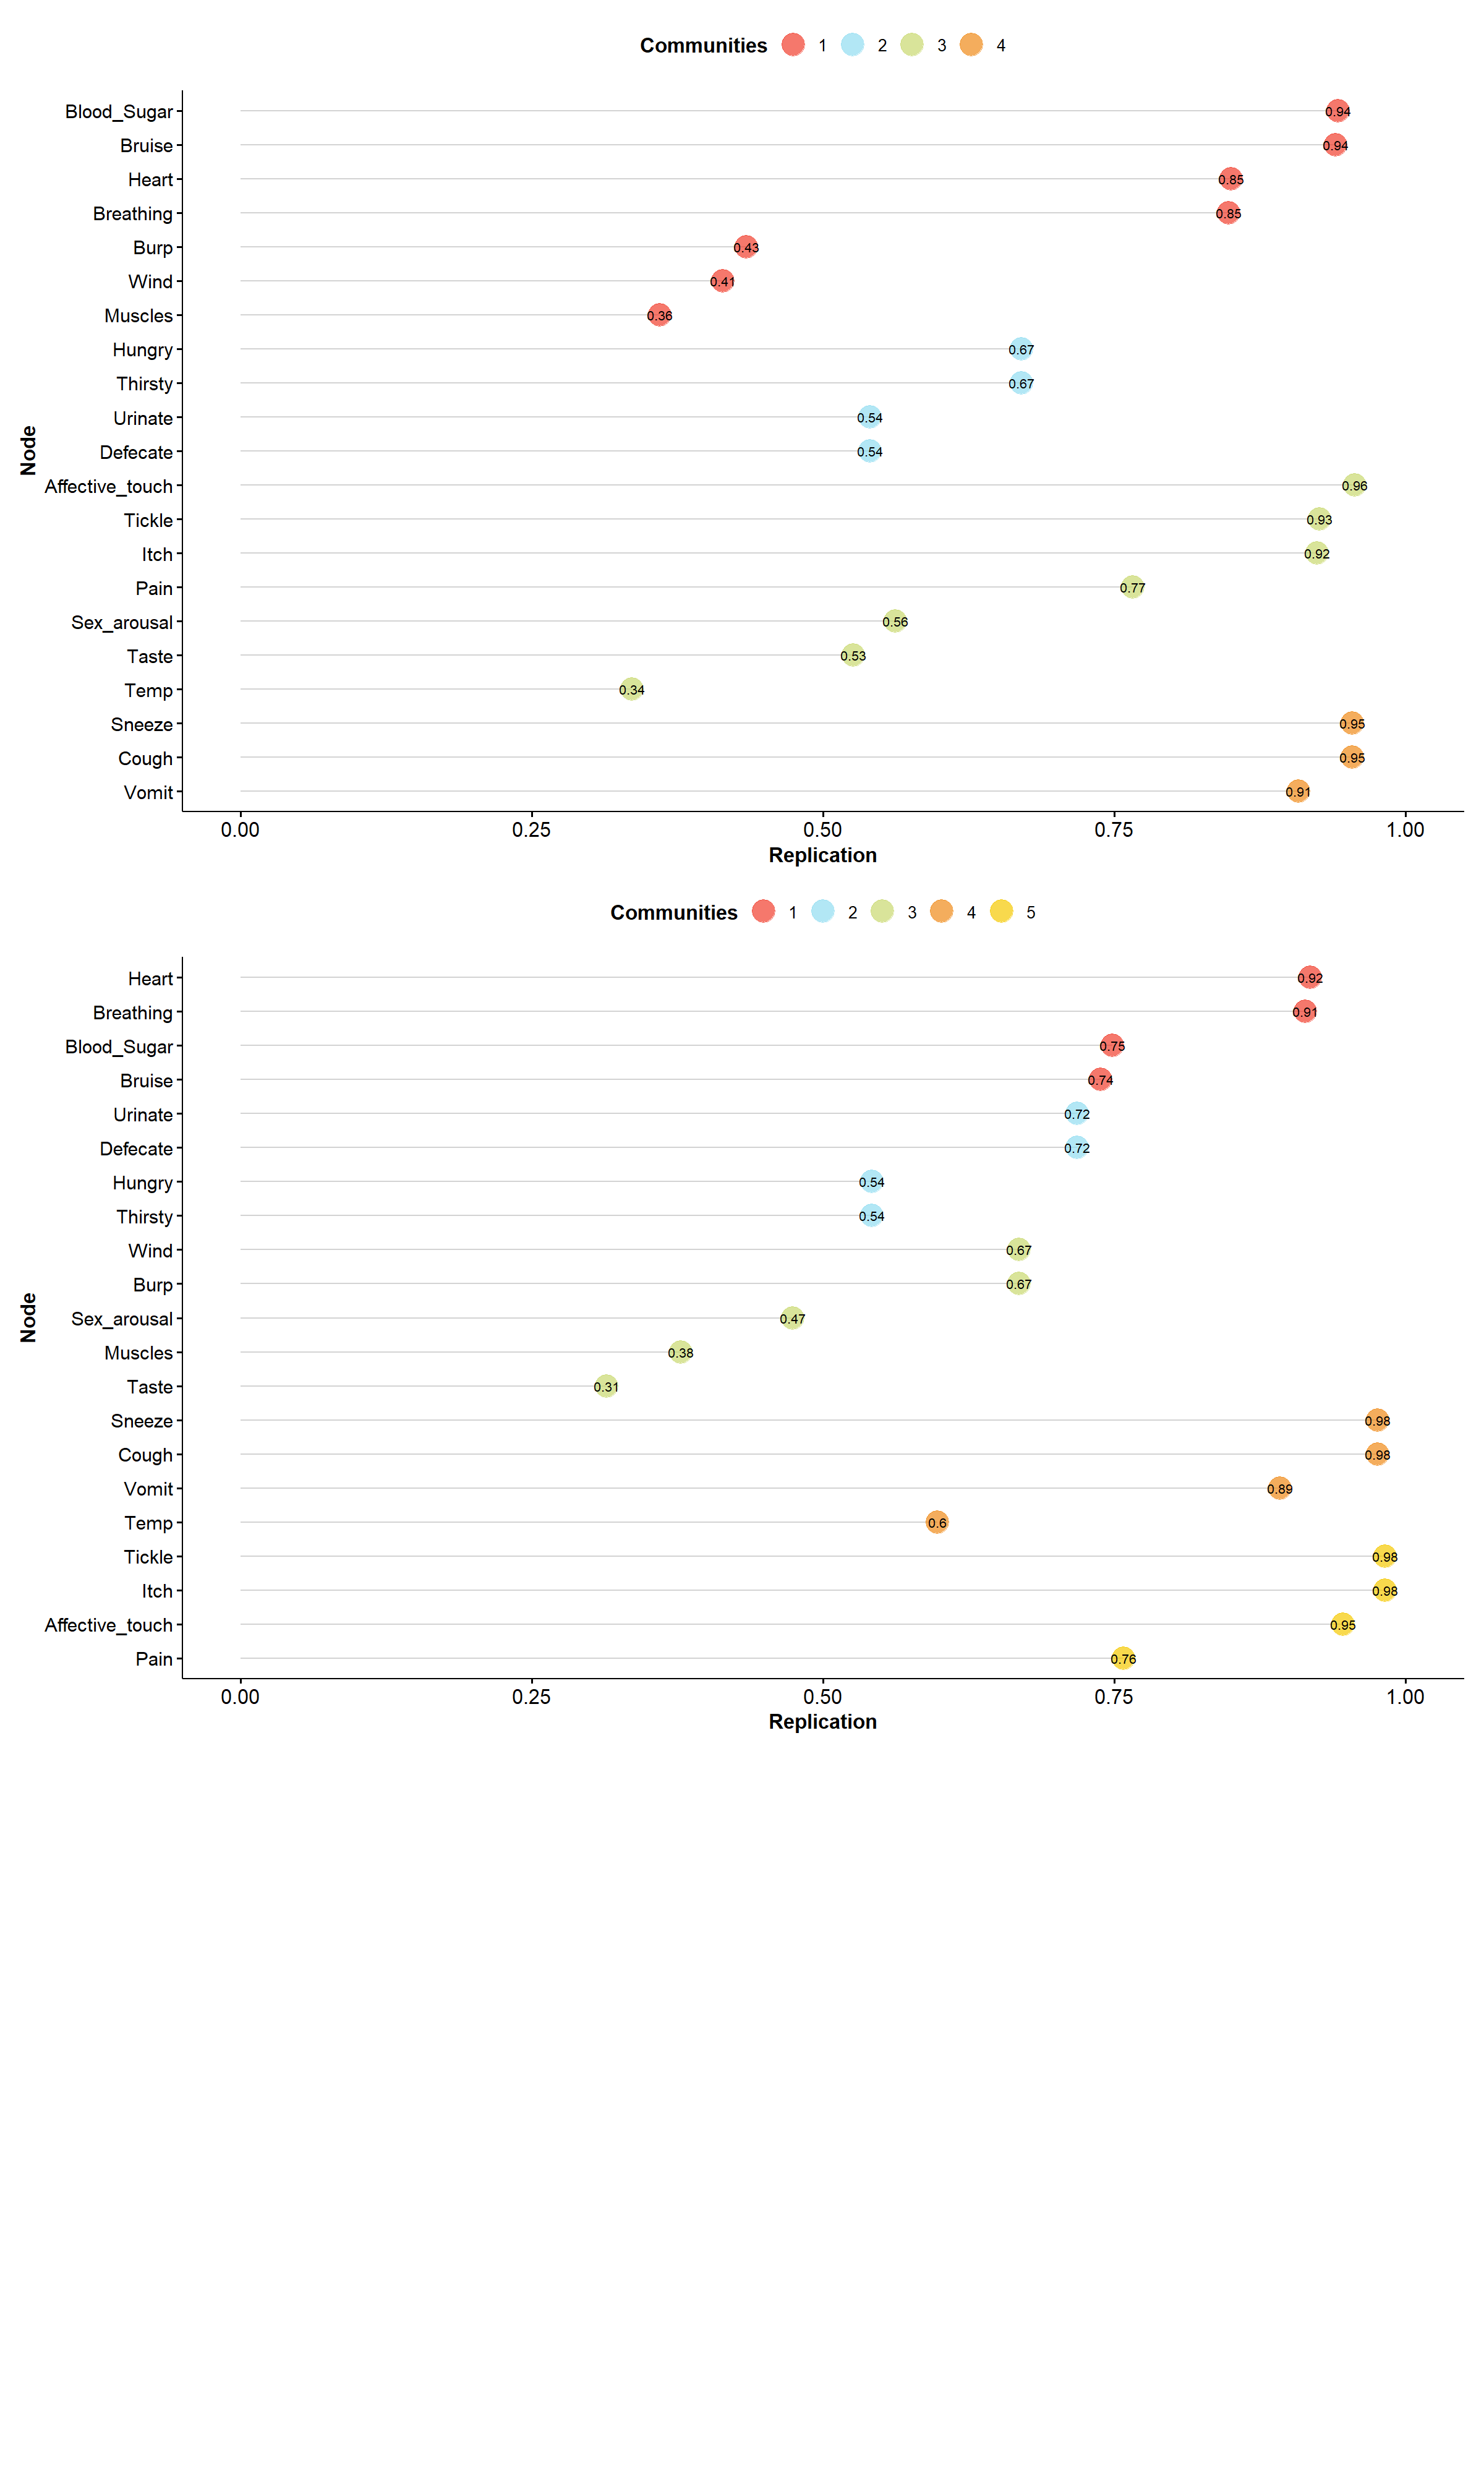 Communities 1 2 3 4
Blood_Sugar 0.94
Bruise 0.94
Heart 0.85
Breathing 0.85
Burp 0.43
Wind 0.41
Muscles 0.36
Hungry 0.67
Thirsty 0.67
Urinate 0.54
Node
Defecate 0.54
Affective_touch 0.96
Tickle 0.93
Itch 0.92
Pain 0.77
Sex_arousal 0.56
Taste 0.53
Temp 0.34
Sneeze 0.95
Cough 0.95
Vomit 0.91
0.00 0.25 0.50 0.75 1.00
Replication
Communities 1 2 3 4 5
Heart 0.92
Breathing 0.91
Blood_Sugar 0.75
Bruise 0.74
Urinate 0.72
Defecate 0.72
Hungry 0.54
Thirsty 0.54
Wind 0.67
Burp 0.67
Node
Sex_arousal 0.47
Muscles 0.38
Taste 0.31
Sneeze 0.98
Cough 0.98
Vomit 0.89
Temp 0.6
Tickle 0.98
Itch 0.98
Affective_touch 0.95
Pain 0.76
0.00 0.25 0.50 0.75 1.00
Replication